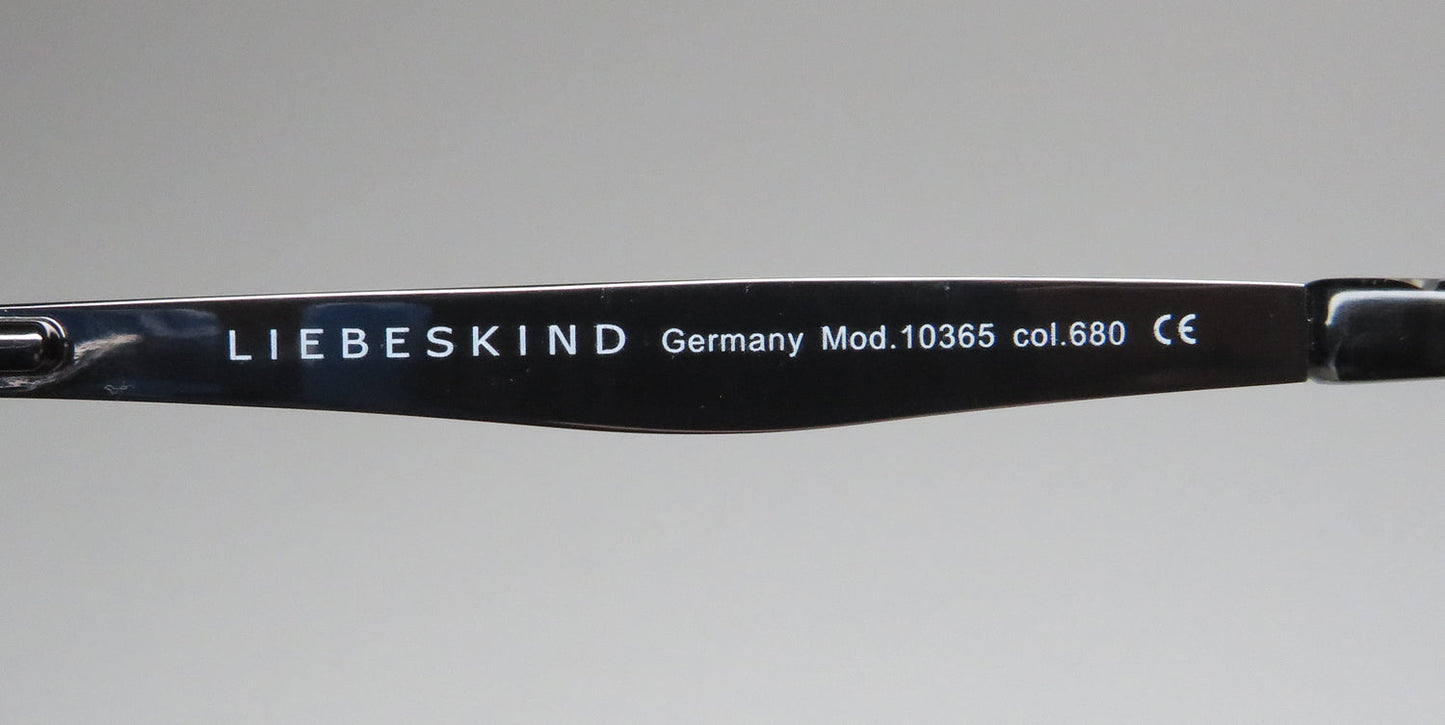 LIEBESKIND Germany Mod.10365 col.680 CE